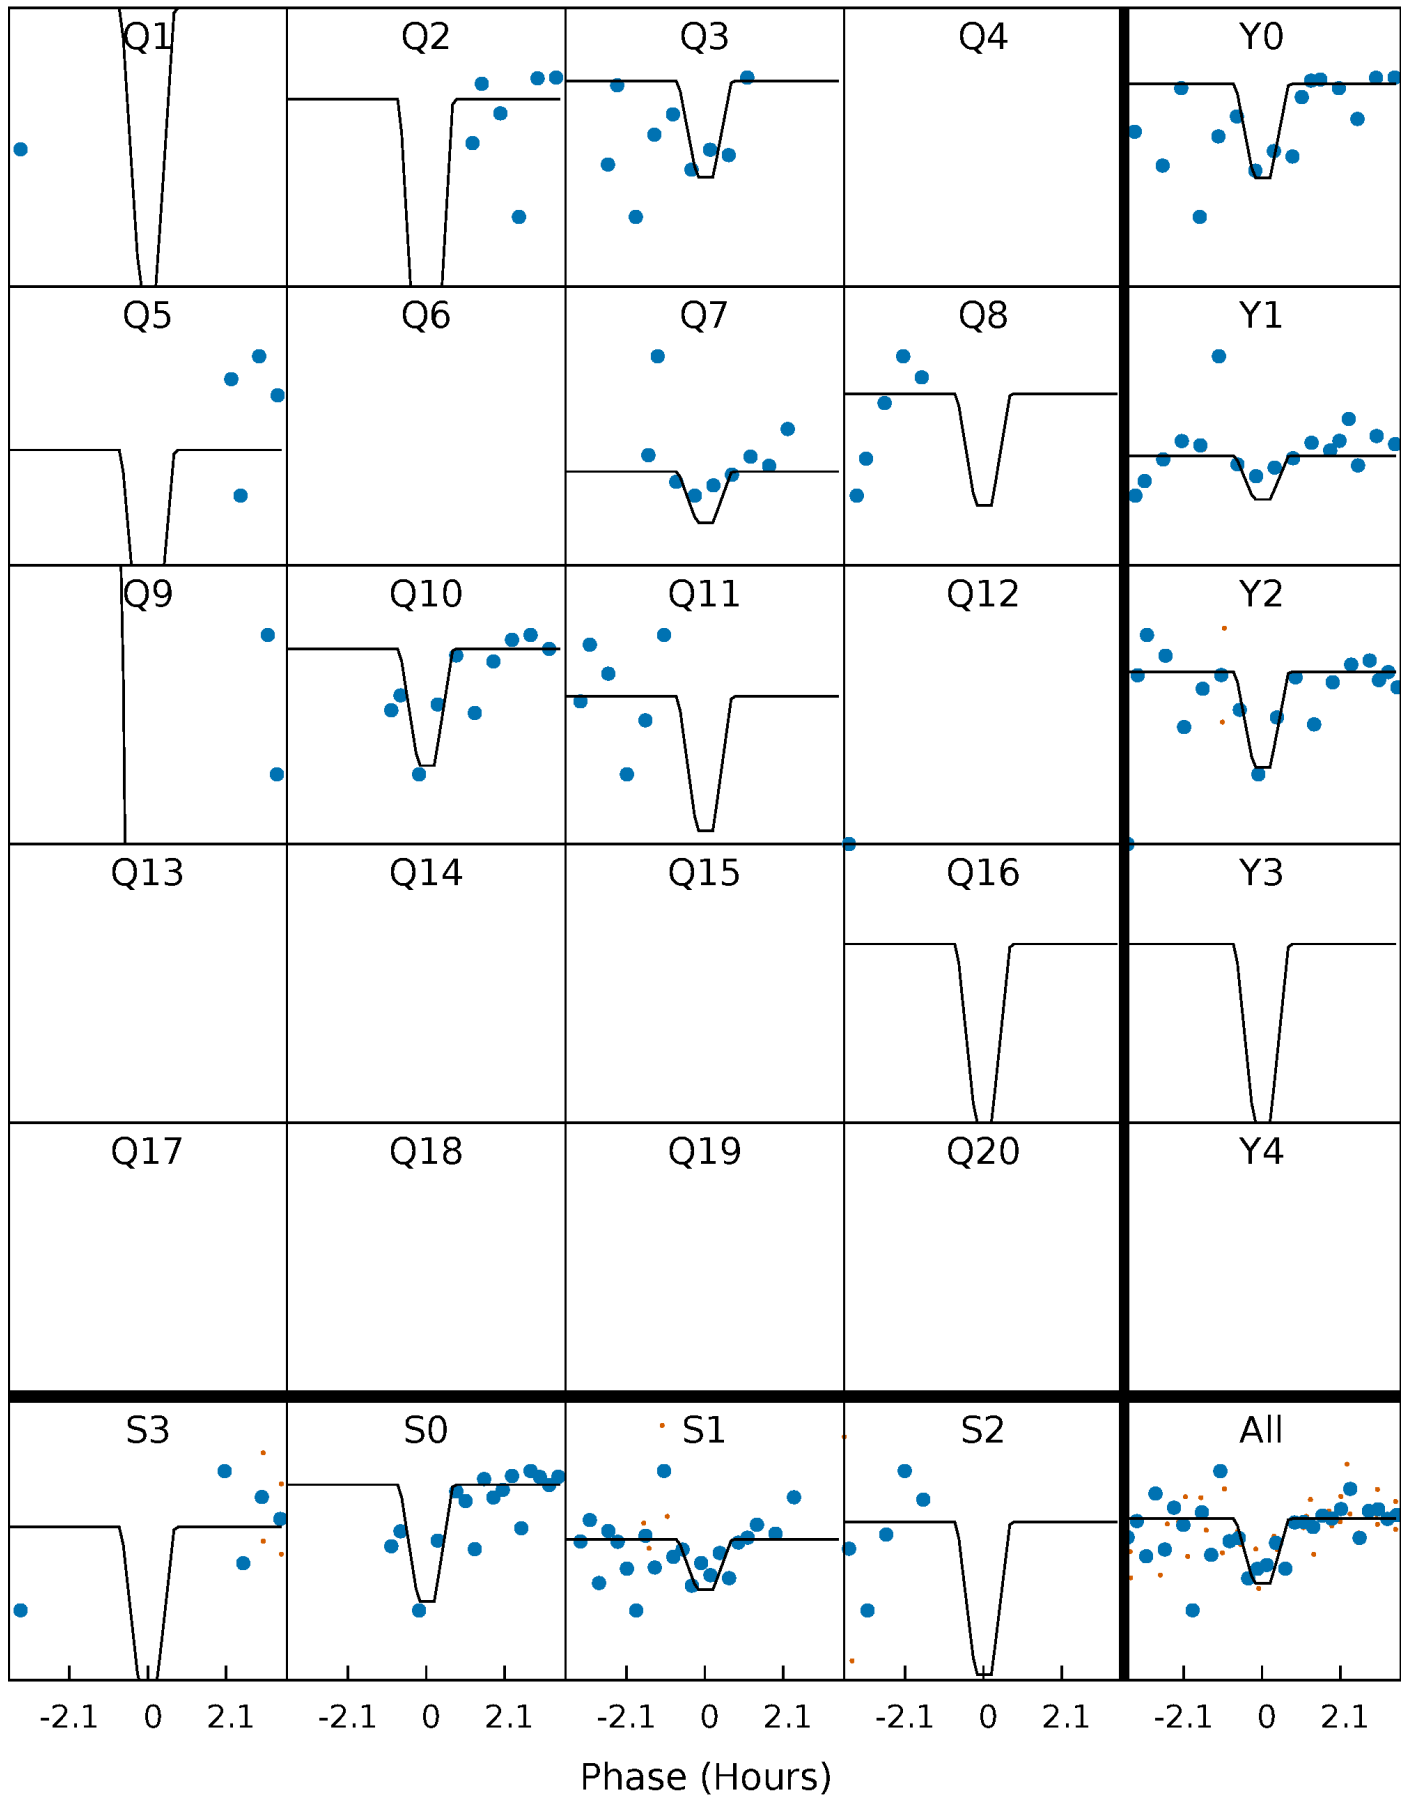 Q1 Q2 Q3 Q4 Y0
Q5 Q6 Q7 Q8 Y1
Q9 Q10 Q11 Q12 Y2
Q13 Q14 Q15 Q16 Y3
Q17 Q18 Q19 Q20 Y4
S3 S0 S1 S2 All
-2.1 0 2.1 -2.1 0 2.1 -2.1 0 2.1 -2.1 0 2.1 -2.1 0 2.1
Phase (Hours)